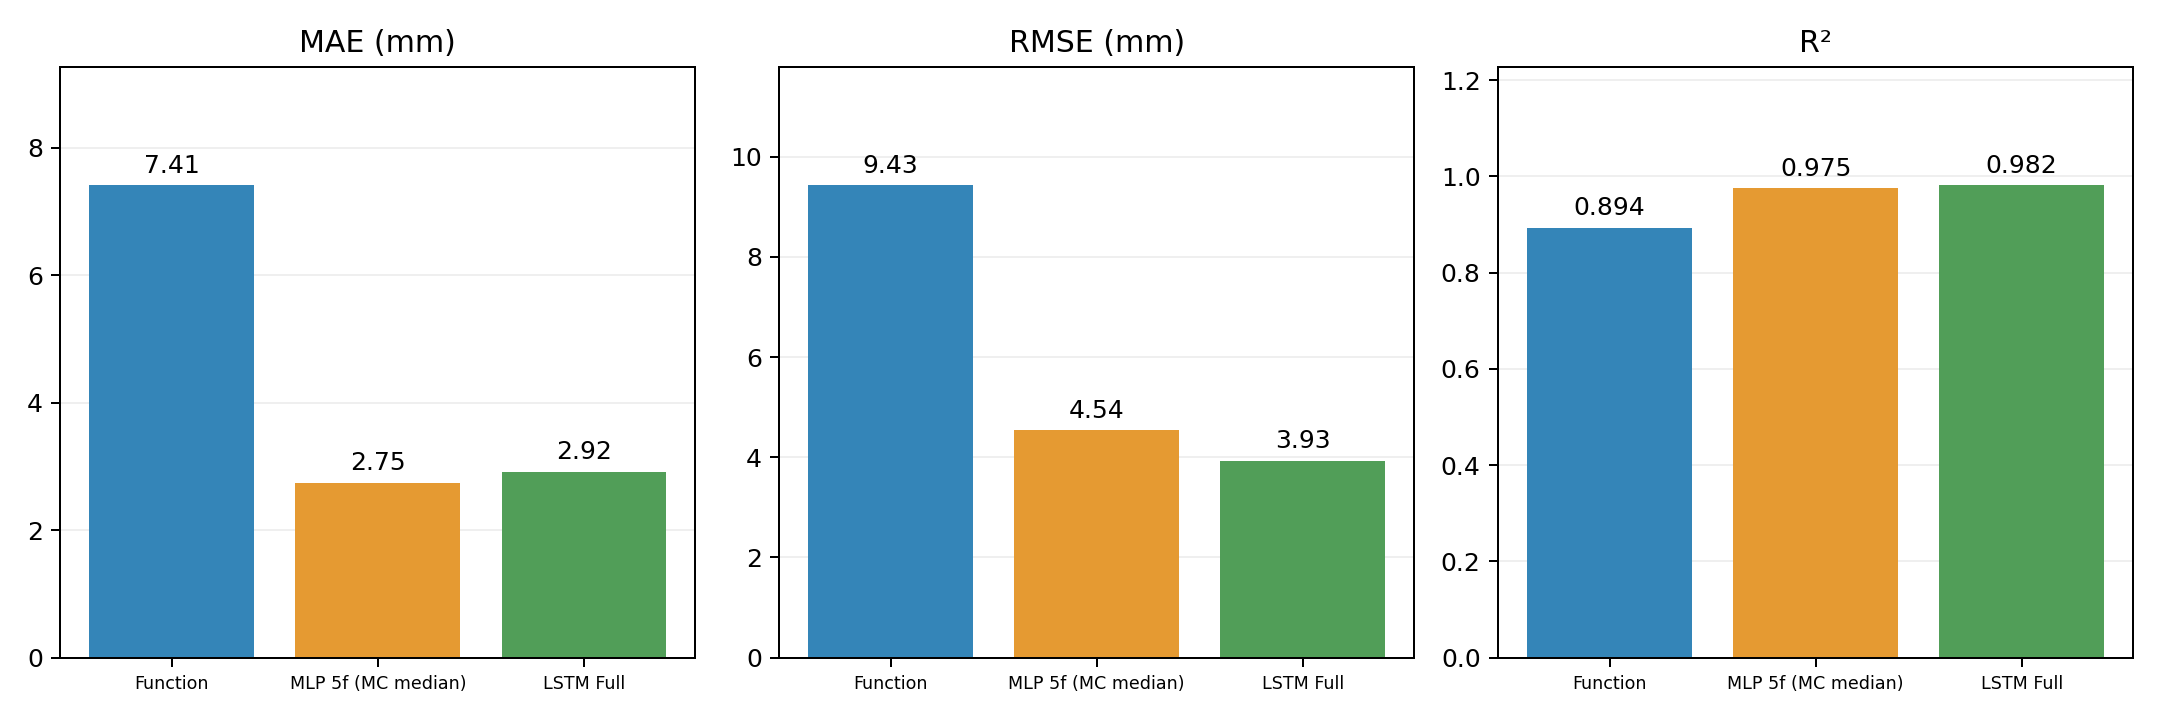 MAE (mm)
8
6
4
2
0
7.41
2.75
2.92
Function
MLP 5f (MC median)
LSTM Full
RMSE (mm)
10
8
6
4
2
0
9.43
4.54
3.93
Function
MLP 5f (MC median)
LSTM Full
R²
1.2
1.0
0.8
0.6
0.4
0.2
0.0
0.894
0.975
0.982
Function
MLP 5f (MC median)
LSTM Full